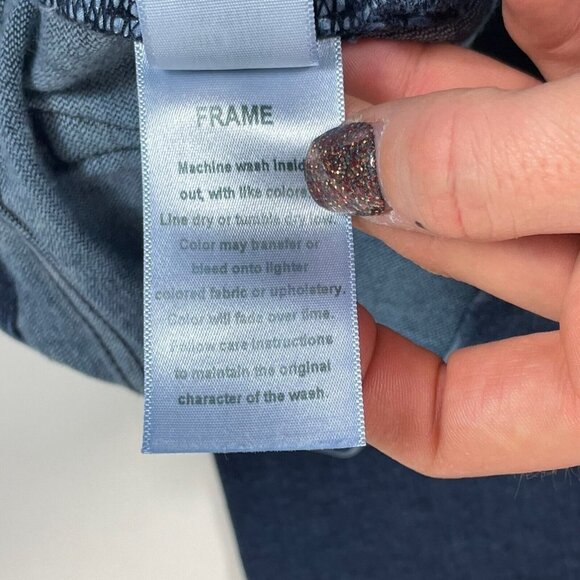 FRAME
Machine wash insid
out, with like colors
Line dry or tumble dry low.
Color may transfer or
bleed onto lighter
colored fabric or upholstery.
Color will fade over time.
Follow care instructions
to maintain the original
character of the wash.